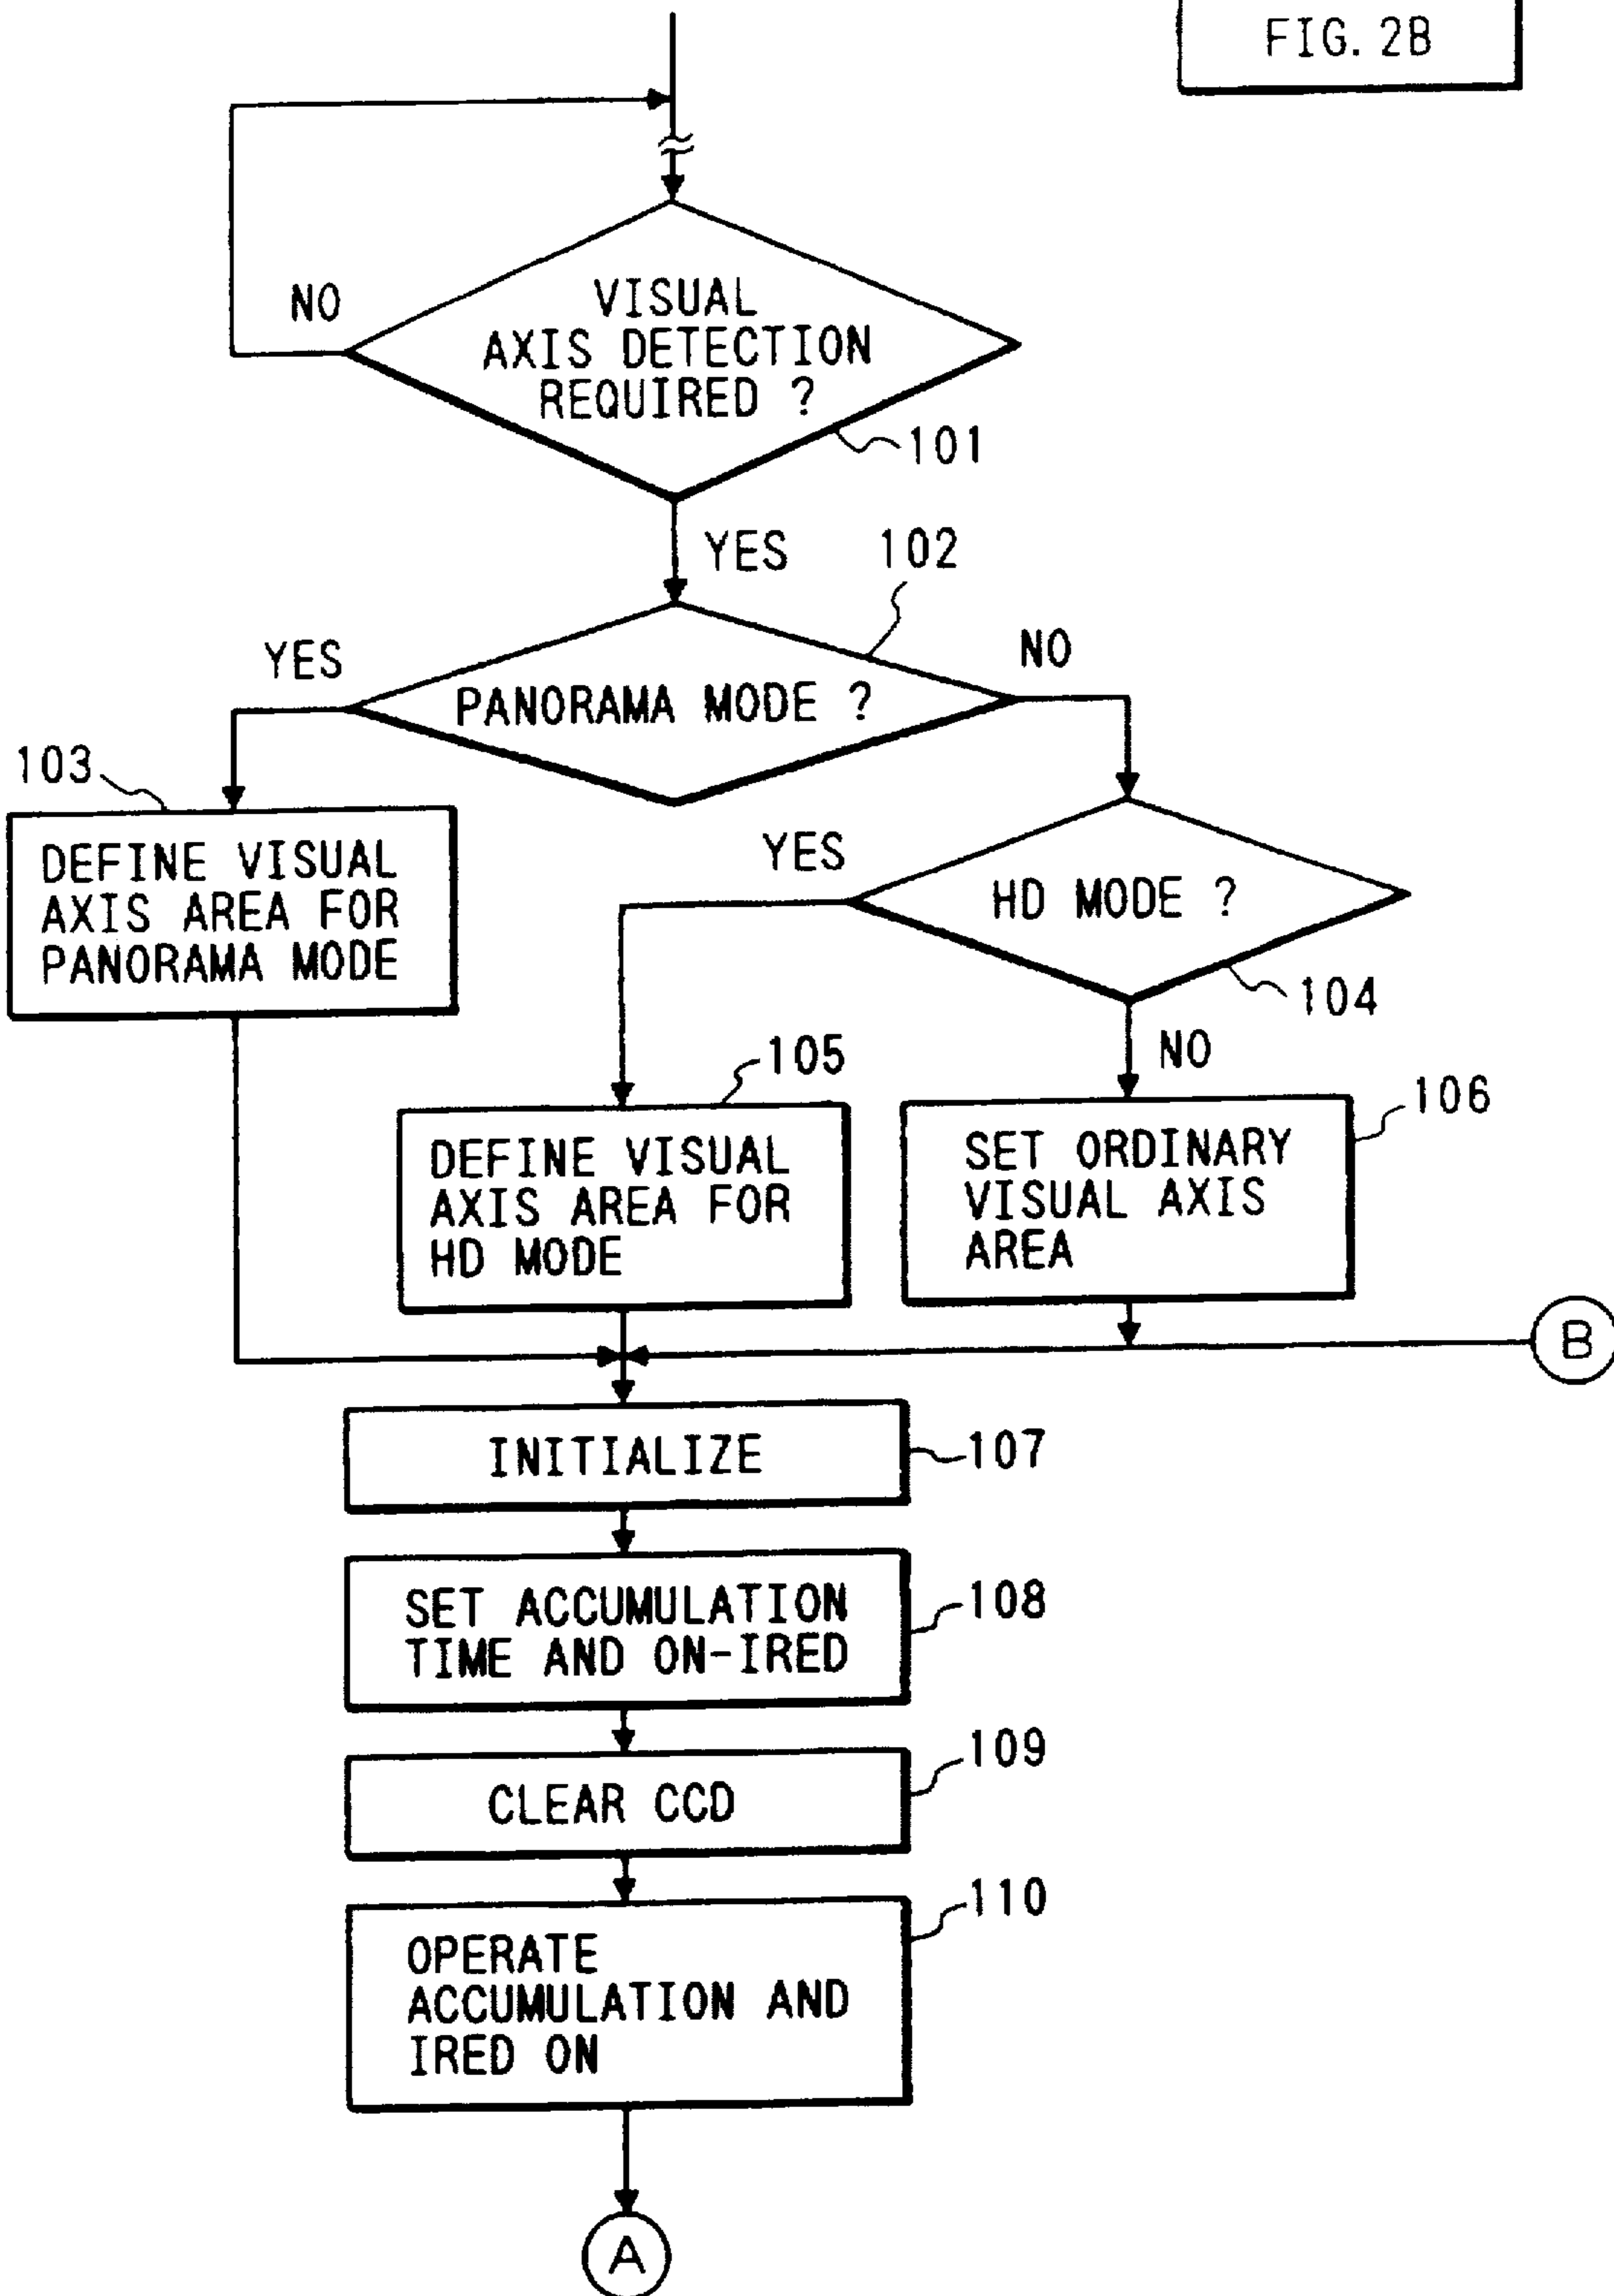 FIG. 2B
NO
VISUAL
AXIS DETECTION
REQUIRED ?
101
YES
102
YES
NO
PANORAMA MODE ?
103
DEFINE VISUAL
AXIS AREA FOR
PANORAMA MODE
YES
HD MODE ?
104
NO
105
106
DEFINE VISUAL
AXIS AREA FOR
HD MODE
SET ORDINARY
VISUAL AXIS
AREA
B
INITIALIZE
107
SET ACCUMULATION
TIME AND ON-IRED
108
CLEAR CCD
109
OPERATE
ACCUMULATION AND
IRED ON
110
A